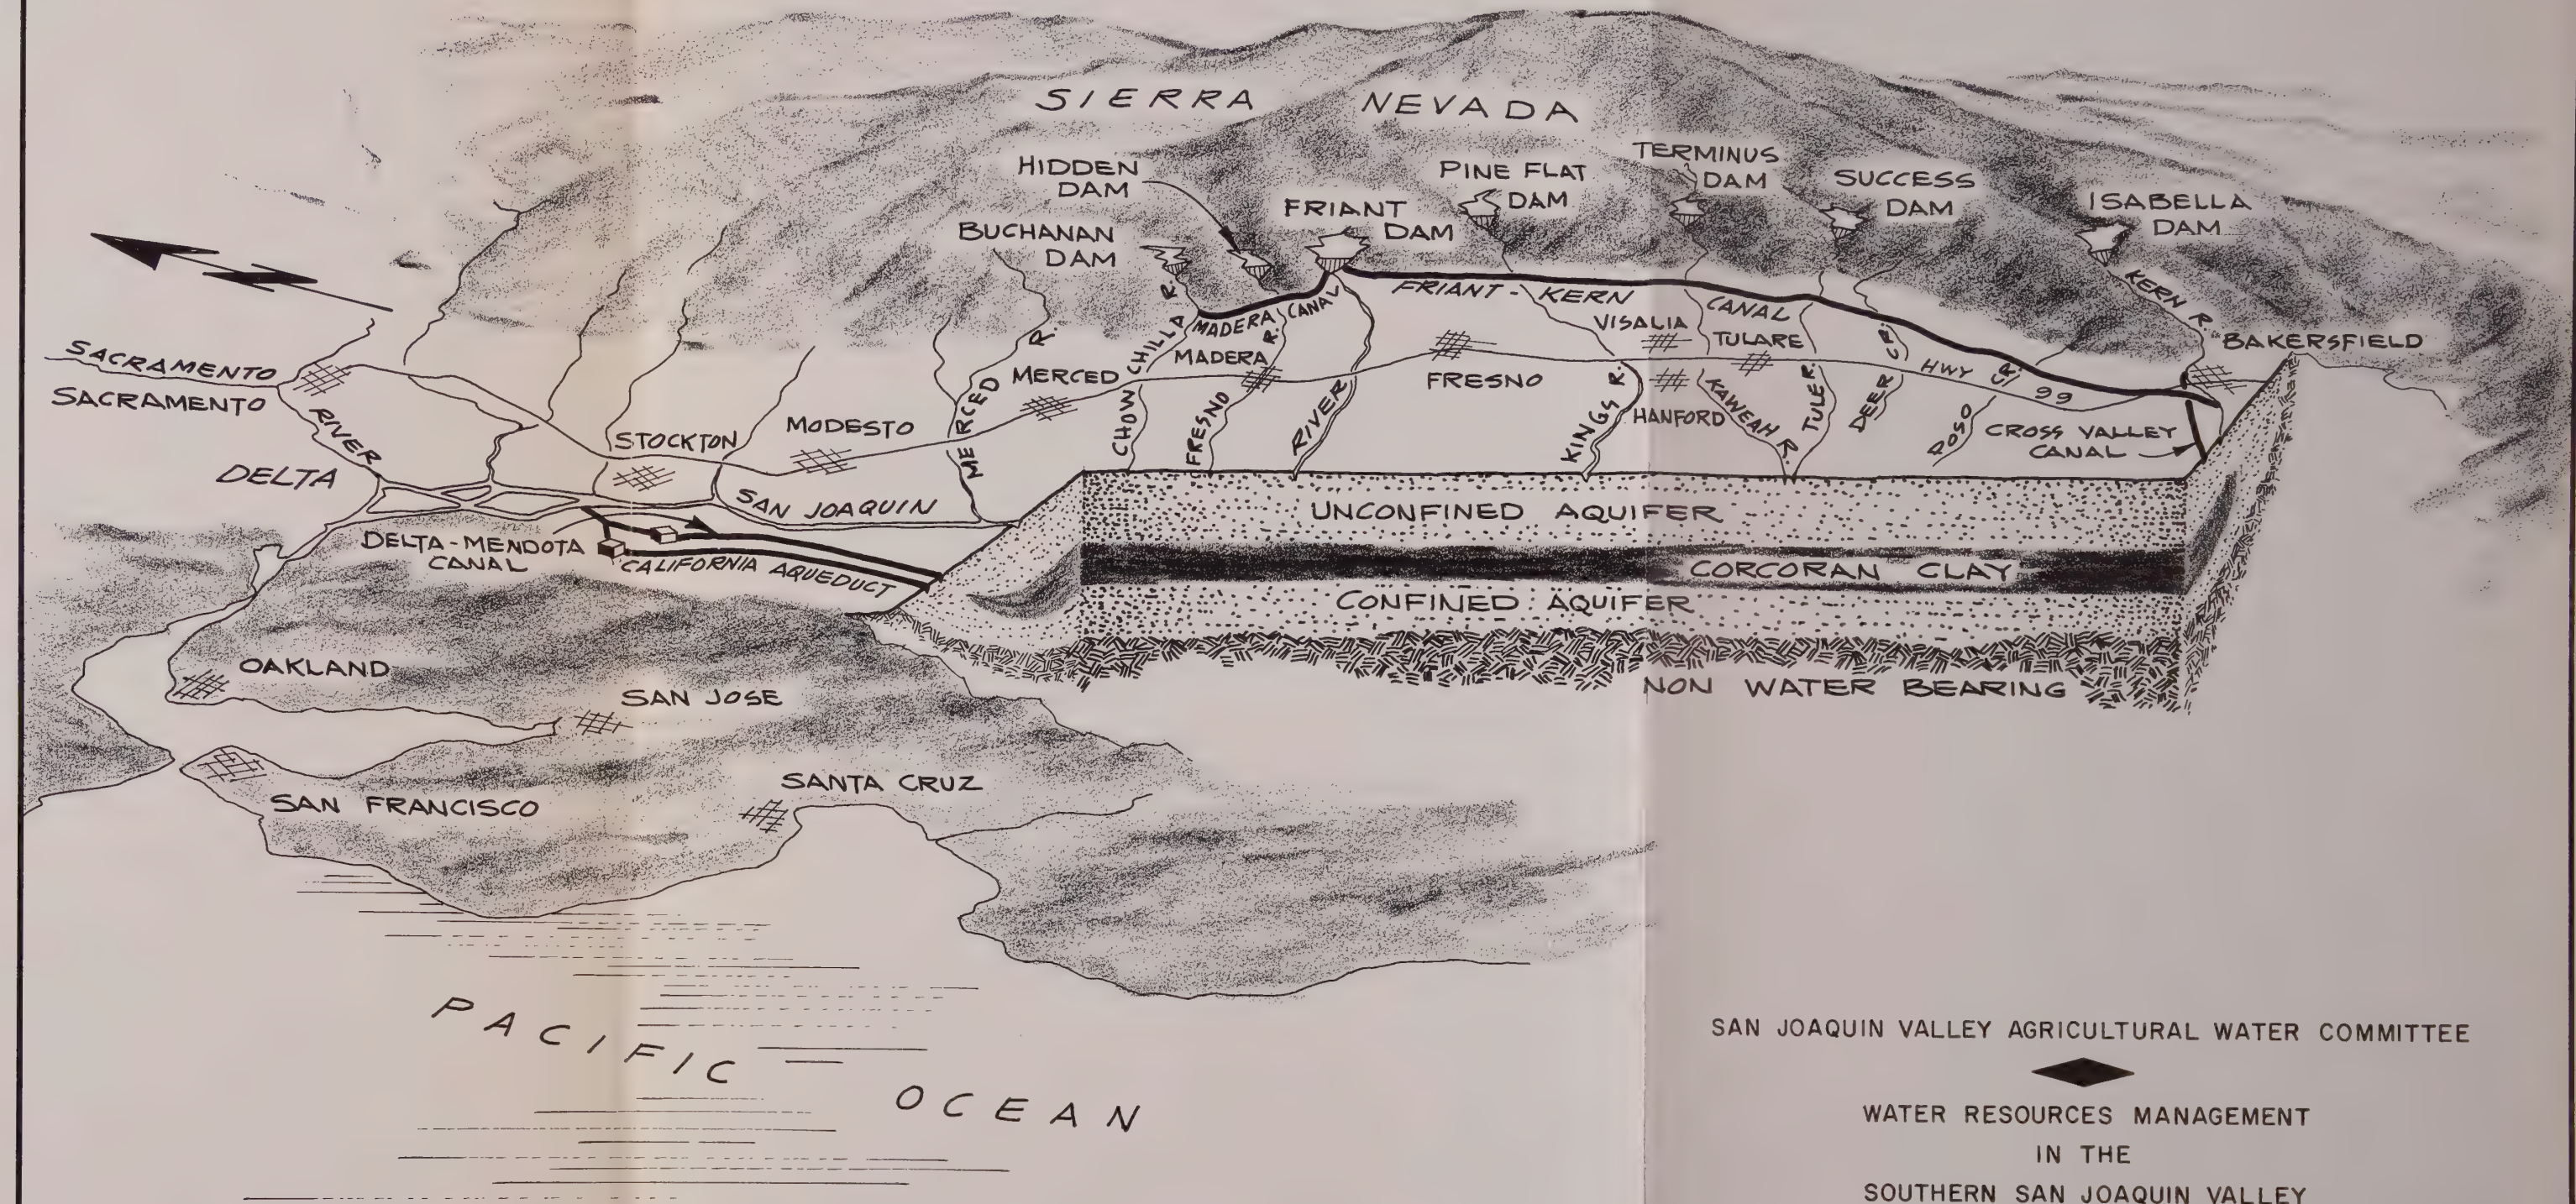 SIERRA NEVADA
HIDDEN
DAM
BUCHANAN
DAM
FRIANT
DAM
PINE FLAT
DAM
TERMINUS
DAM
SUCCESS
DAM
ISABELLA
DAM
KERN R.
BAKERSFIELD
FRIANT - KERN CANAL
MADERA CANAL
CHOWCHILLA R.
MERCED R.
FRESNO R.
MADERA
MERCED
VISALIA
TULARE
FRESNO
HANFORD
KINGS R.
KAWEAH R.
TULE R.
DEER CR.
POSO CR.
HWY 99
CROSS VALLEY
CANAL
SACRAMENTO
SACRAMENTO
RIVER
DELTA
STOCKTON
MODESTO
SAN JOAQUIN
RIVER
DELTA-MENDOTA
CANAL
CALIFORNIA AQUEDUCT
UNCONFINED AQUIFER
CORCORAN CLAY
CONFINED AQUIFER
NON WATER BEARING
OAKLAND
SAN JOSE
SAN FRANCISCO
SANTA CRUZ
PACIFIC OCEAN
SAN JOAQUIN VALLEY AGRICULTURAL WATER COMMITTEE
WATER RESOURCES MANAGEMENT
IN THE
SOUTHERN SAN JOAQUIN VALLEY